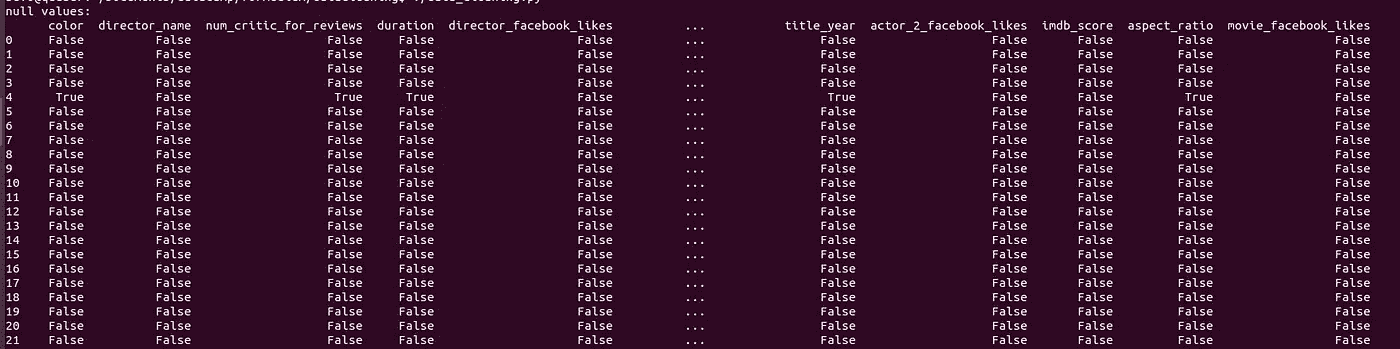 null values:
color director_name num_critic_for_reviews duration director_facebook_likes ... title_year actor_2_facebook_likes imdb_score aspect_ratio movie_facebook_likes
0 False False False False False ... False False False False False
1 False False False False False ... False False False False False
2 False False False False False ... False False False False False
3 False False False False False ... False False False False False
4 True False True True False ... True False False True False
5 False False False False False ... False False False False False
6 False False False False False ... False False False False False
7 False False False False False ... False False False False False
8 False False False False False ... False False False False False
9 False False False False False ... False False False False False
10 False False False False False ... False False False False False
11 False False False False False ... False False False False False
12 False False False False False ... False False False False False
13 False False False False False ... False False False False False
14 False False False False False ... False False False False False
15 False False False False False ... False False False False False
16 False False False False False ... False False False False False
17 False False False False False ... False False False False False
18 False False False False False ... False False False False False
19 False False False False False ... False False False False False
20 False False False False False ... False False False False False
21 False False False False False ... False False False False False